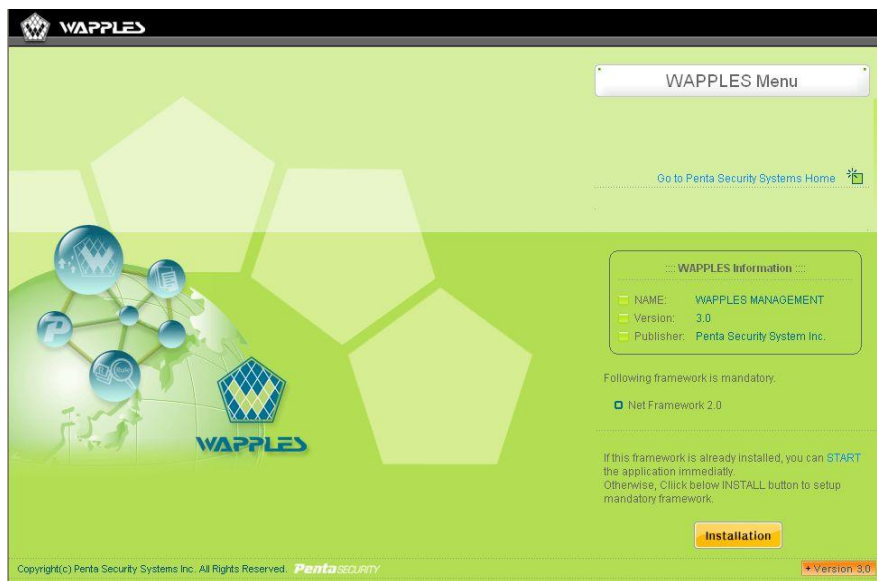 WAPPLES
WAPPLES Menu
Go to Penta Security Systems Home
:::: WAPPLES Information ::::
NAME: WAPPLES MANAGEMENT
Version: 3.0
Publisher: Penta Security System Inc.
Following framework is mandatory.
Net Framework 2.0
If this framework is already installed, you can START
the application immediatly.
Otherwise, Cliick below INSTALL button to setup
mandatory framework.
Installation
W
P
Rule
WAPPLES
Copyright(c) Penta Security Systems Inc. All Rights Reserved. PentaSECURITY
+ Version 3,0